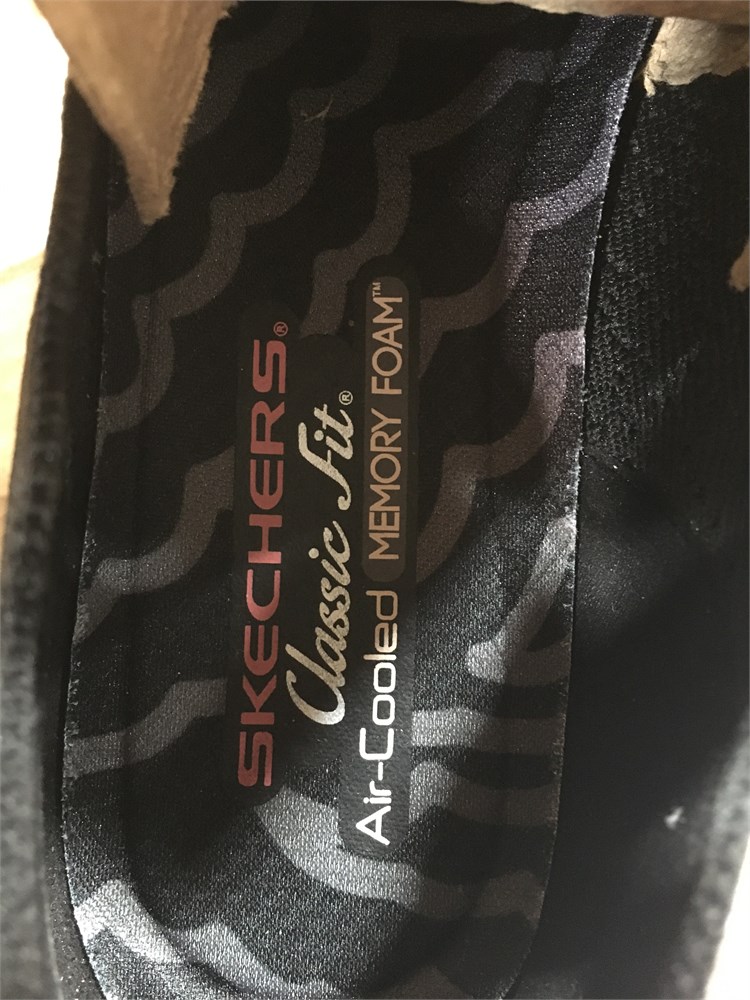 SKECHERS®
Classic Fit®
Air-Cooled MEMORY FOAM™